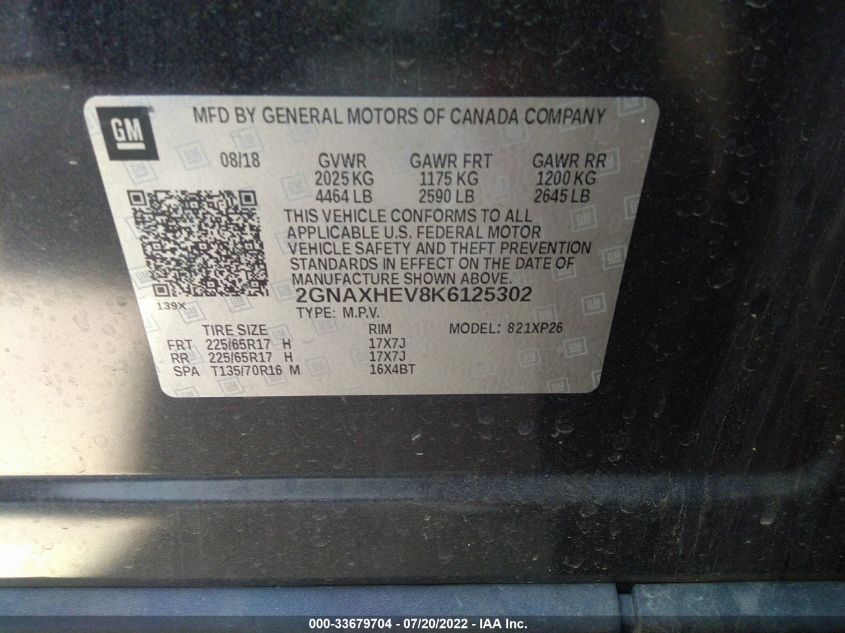 GM
MFD BY GENERAL MOTORS OF CANADA COMPANY
08/18 GVWR GAWR FRT GAWR RR
2025 KG 1175 KG 1200 KG
4464 LB 2590 LB 2645 LB
THIS VEHICLE CONFORMS TO ALL
APPLICABLE U.S. FEDERAL MOTOR
VEHICLE SAFETY AND THEFT PREVENTION
STANDARDS IN EFFECT ON THE DATE OF
MANUFACTURE SHOWN ABOVE.
139X 2GNAXHEV8K6125302
TYPE: M.P.V.
TIRE SIZE RIM MODEL: 821XP26
FRT 225/65R17 H 17X7J
RR 225/65R17 H 17X7J
SPA T135/70R16 M 16X4BT
000-33679704 - 07/20/2022 - IAA Inc.